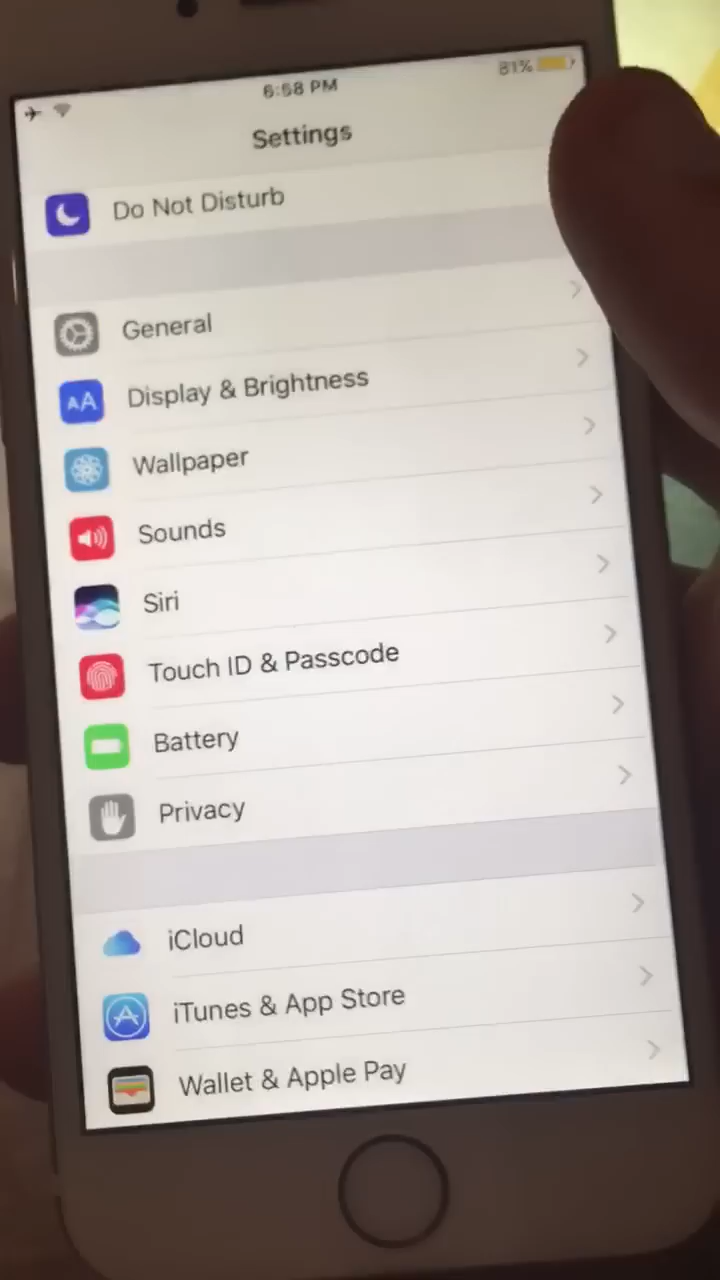 6:58 PM
81%
Settings
Do Not Disturb
General
AA Display & Brightness
Wallpaper
Sounds
Siri
Touch ID & Passcode
Battery
Privacy
iCloud
iTunes & App Store
Wallet & Apple Pay